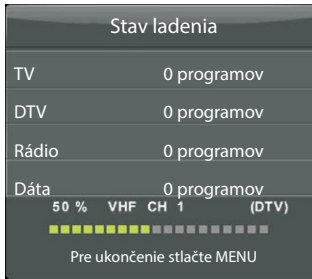 Stav ladenia
TV 0 programov
DTV 0 programov
Rádio 0 programov
Dáta 0 programov
50 % VHF CH 1 (DTV)
Pre ukončenie stlačte MENU